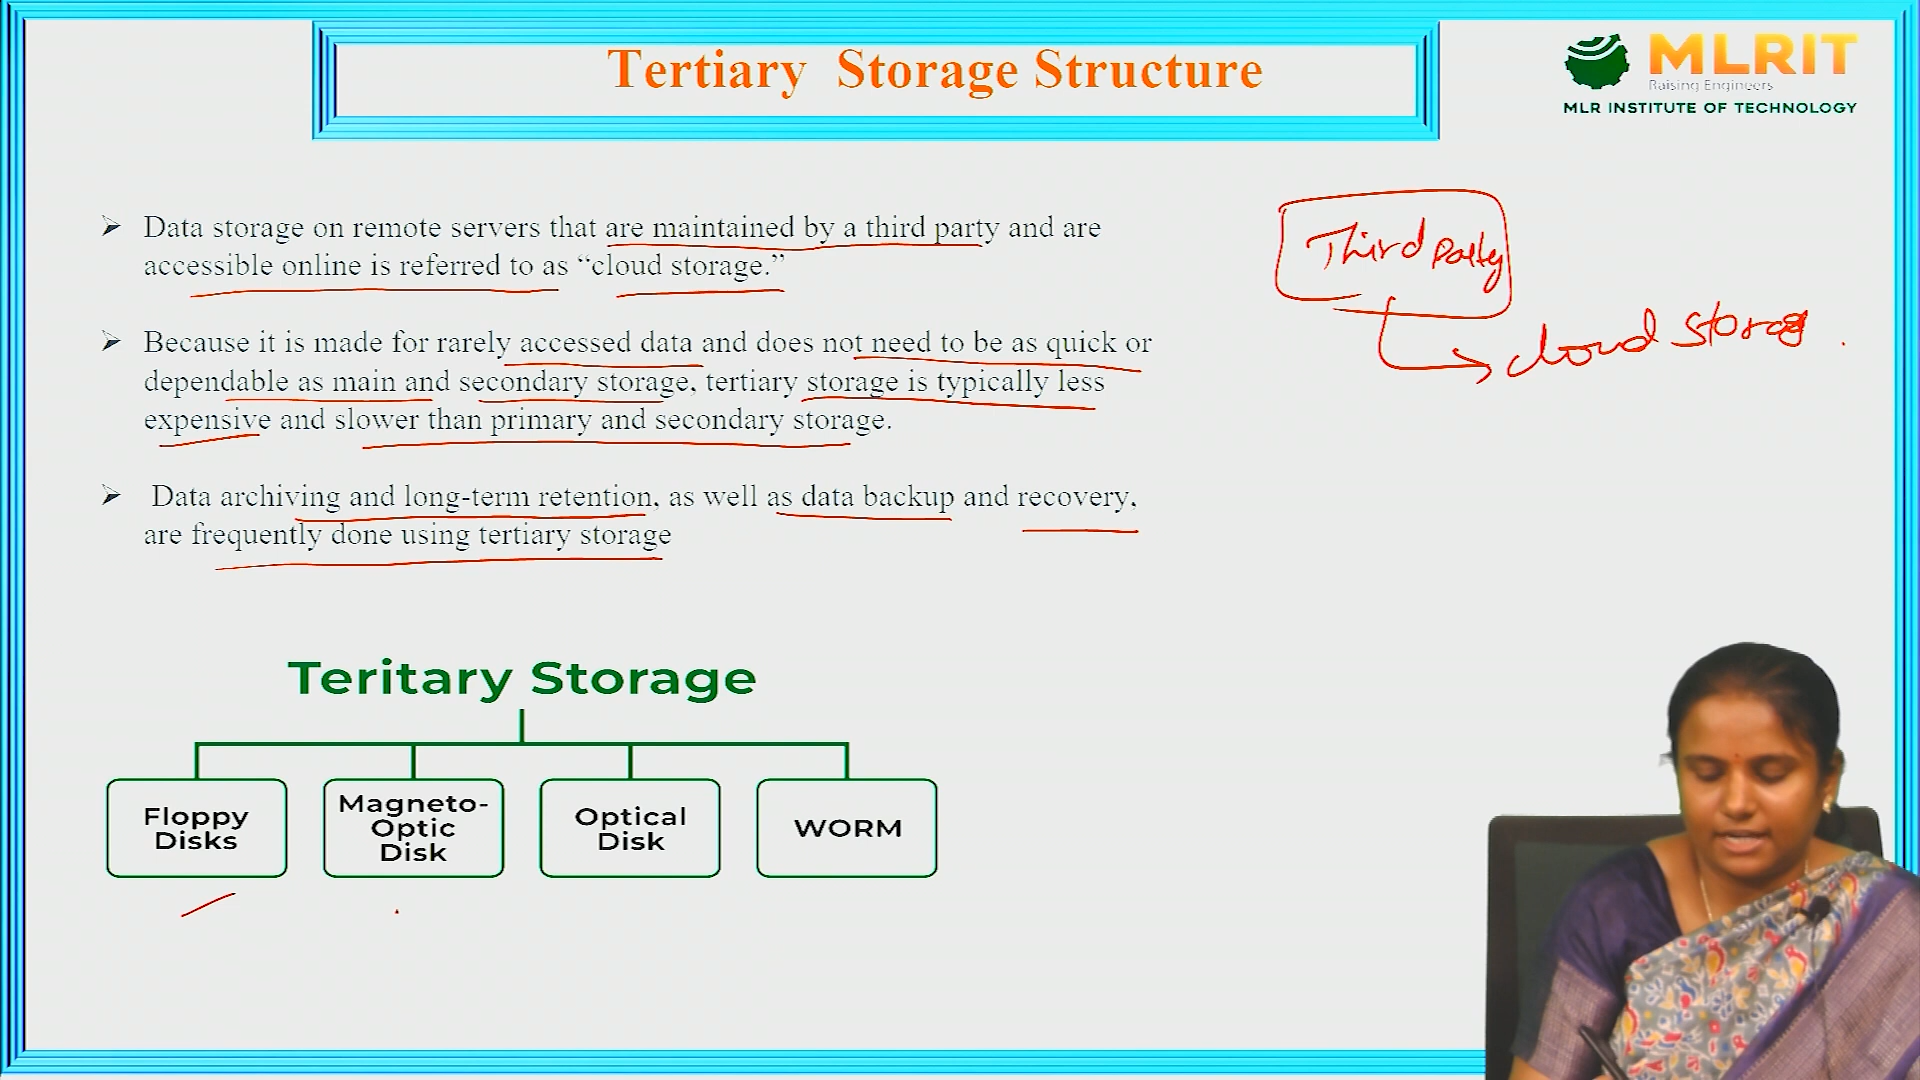 Tertiary Storage Structure
MLRIT
Raising Engineers
MLR INSTITUTE OF TECHNOLOGY
Data storage on remote servers that are maintained by a third party and are
accessible online is referred to as “cloud storage.”
Third party
cloud storage.
Because it is made for rarely accessed data and does not need to be as quick or
dependable as main and secondary storage, tertiary storage is typically less
expensive and slower than primary and secondary storage.
Data archiving and long-term retention, as well as data backup and recovery,
are frequently done using tertiary storage
Teritary Storage
Floppy
Disks
Magneto-
Optic
Disk
Optical
Disk
WORM